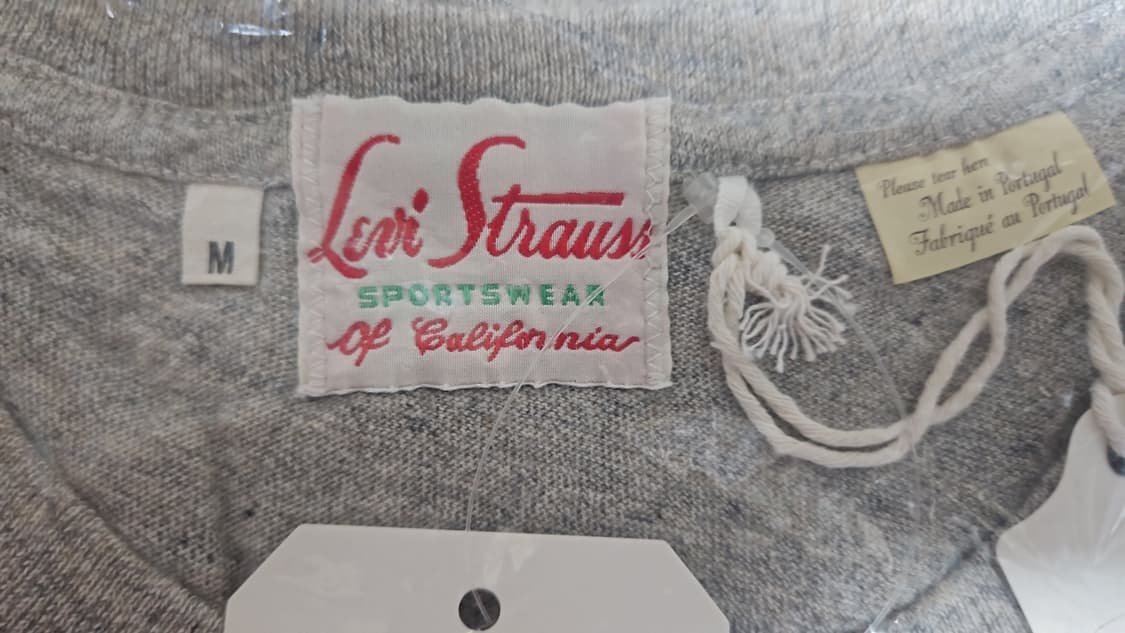 M
Levi Strauss
SPORTSWEAR
Of California
Please tear here
Made in Portugal
Fabriqué au Portugal